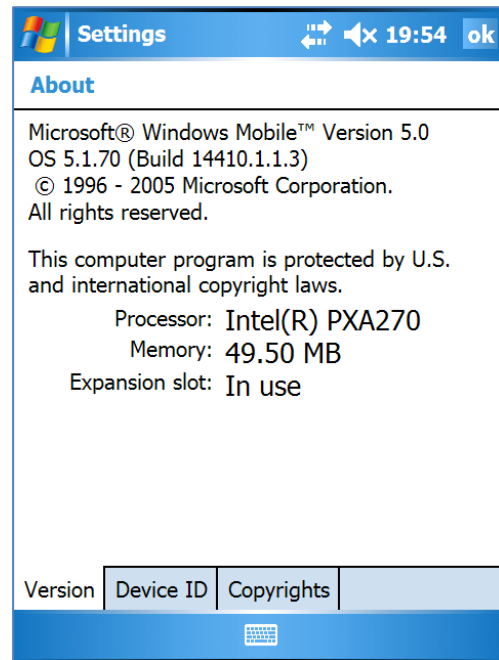 Settings 19:54 ok
About
Microsoft® Windows Mobile™ Version 5.0
OS 5.1.70 (Build 14410.1.1.3)
© 1996 - 2005 Microsoft Corporation.
All rights reserved.
This computer program is protected by U.S.
and international copyright laws.
Processor: Intel(R) PXA270
Memory: 49.50 MB
Expansion slot: In use
Version Device ID Copyrights